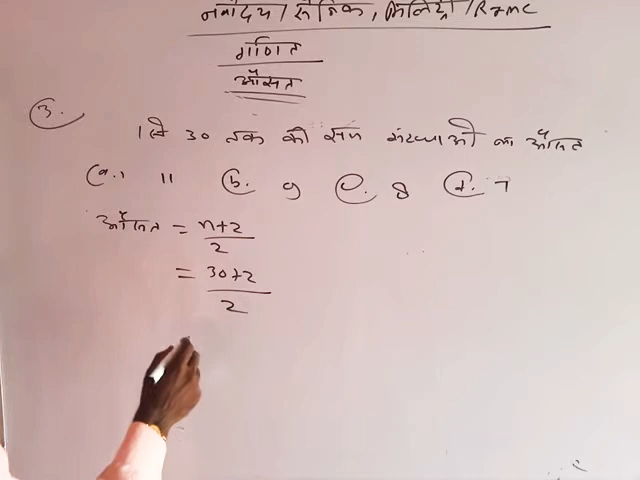 नवोदय/सैनिक, मिलिट्री/RIMC
गणित
औसत
3.
1 से 30 तक की सम संख्याओं का औसत
a. 11 b. 9 c. 8 d. 7
औसत = n+2/2
= 30+2/2